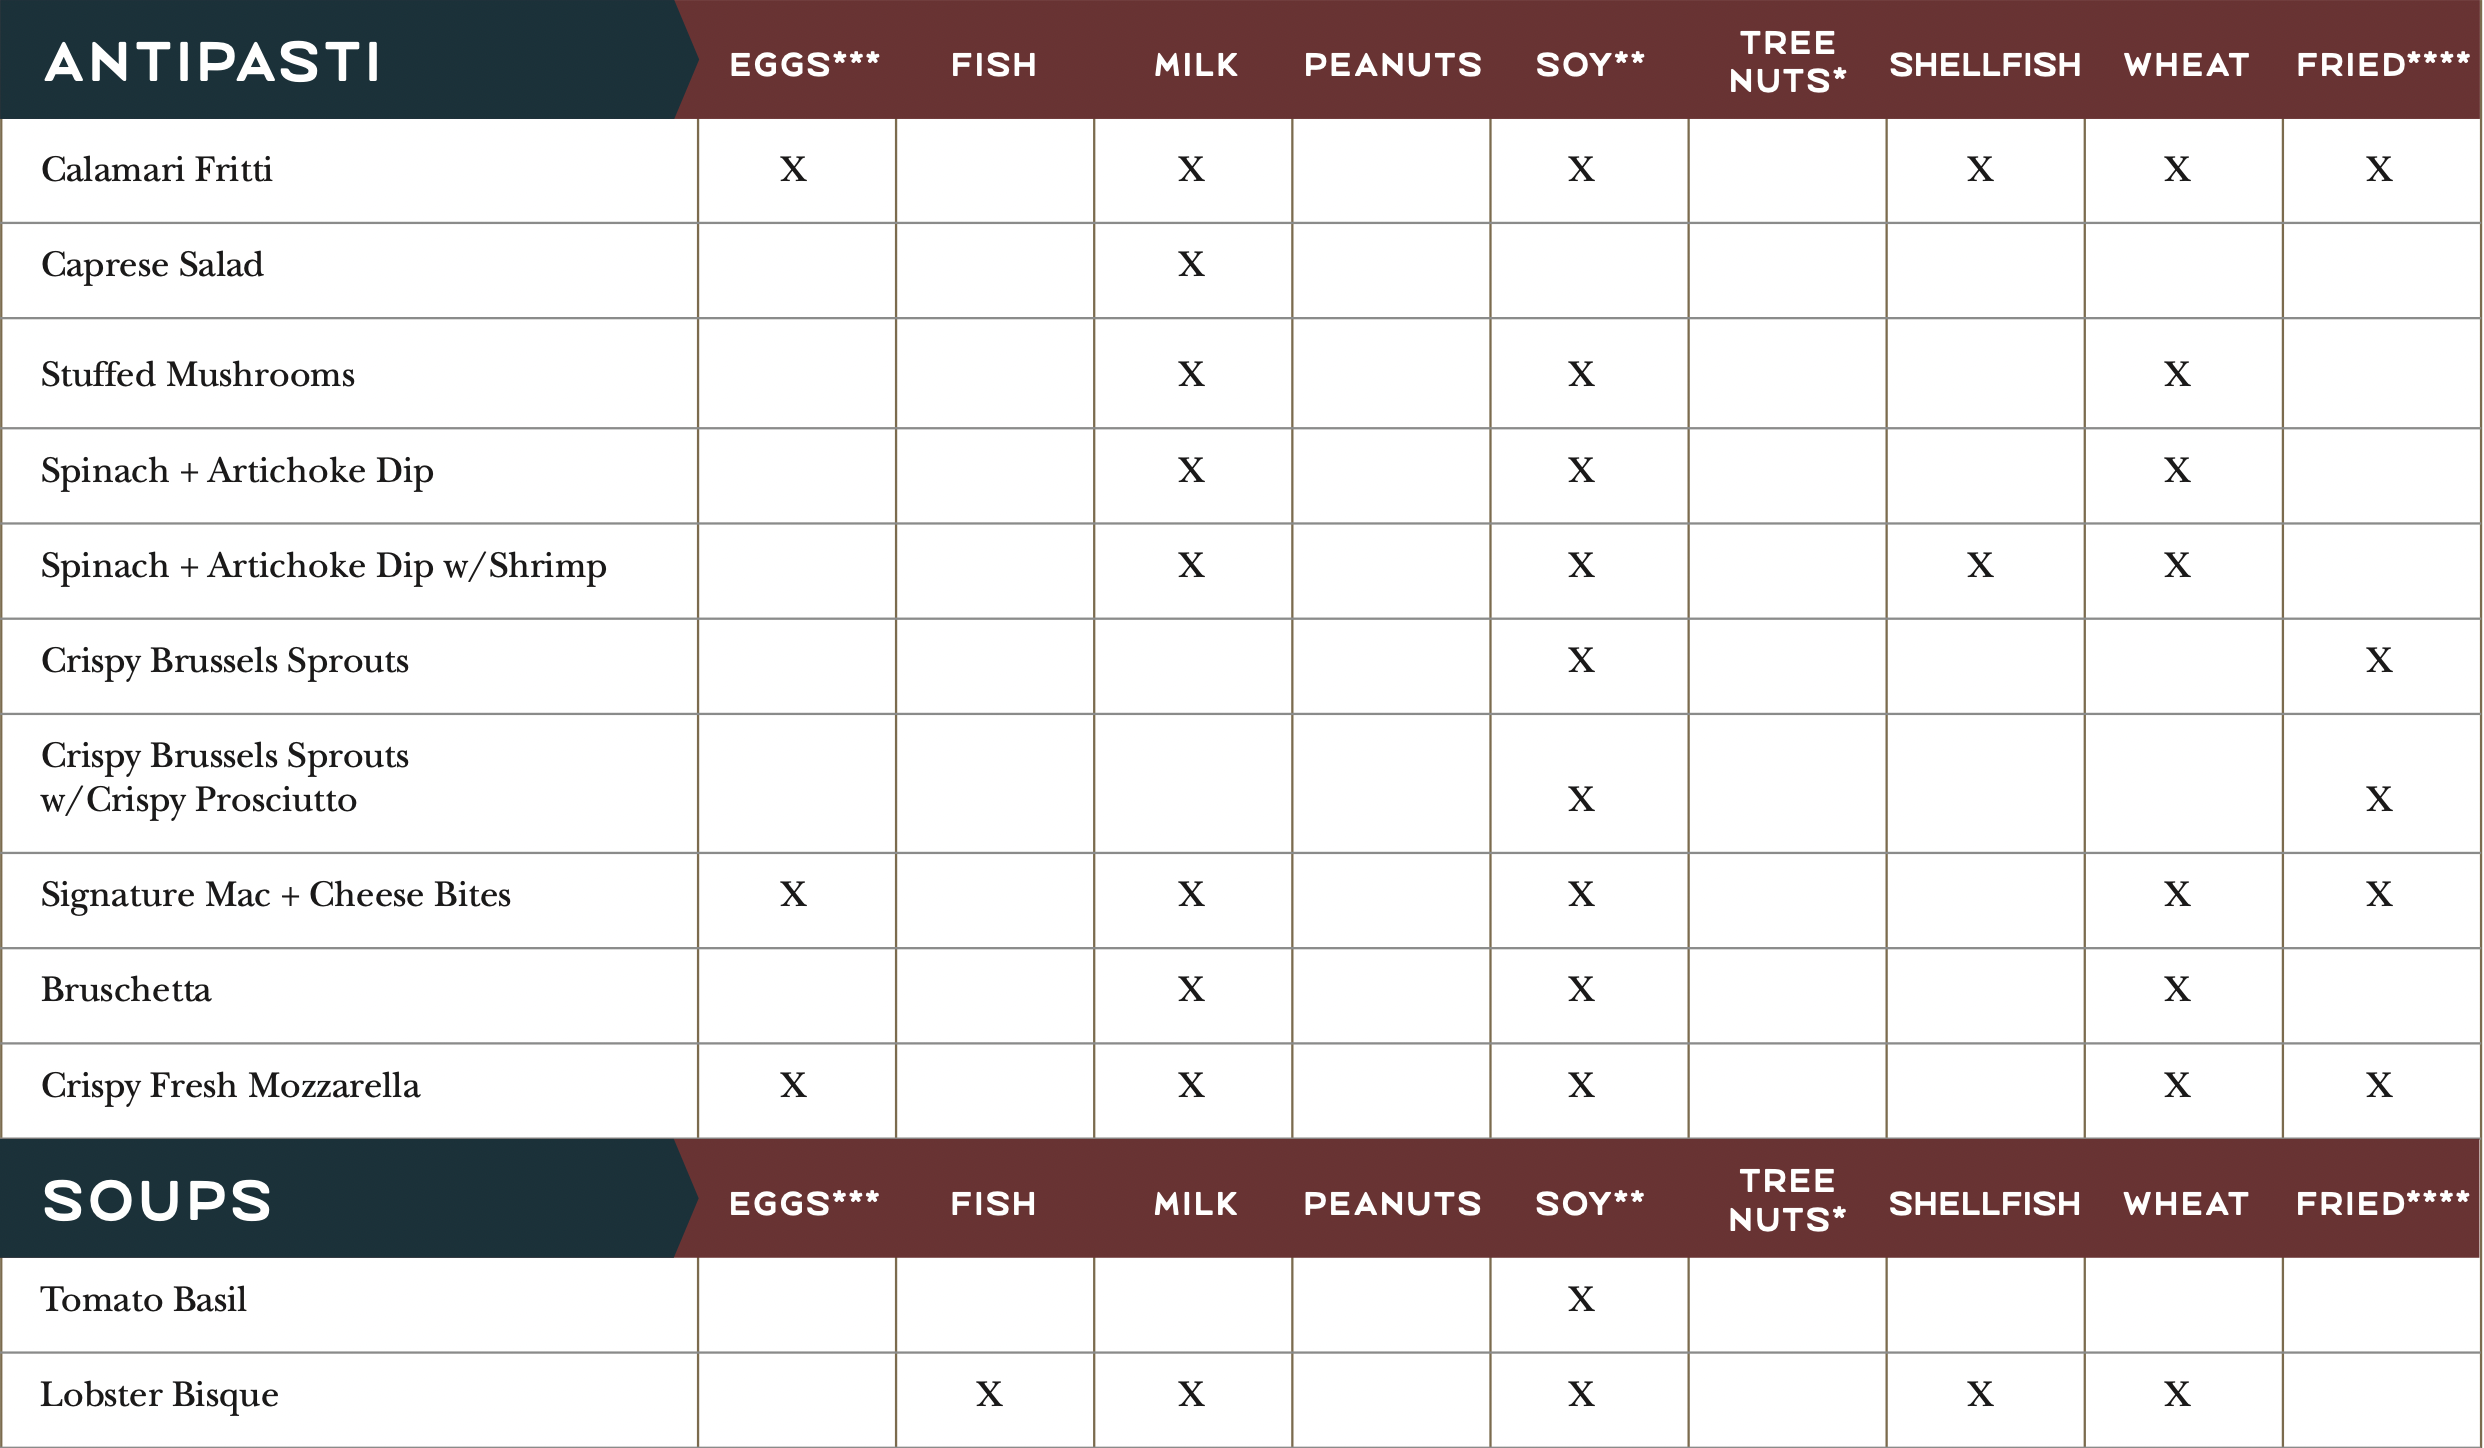 ANTIPASTI EGGS*** FISH MILK PEANUTS SOY** TREE NUTS* SHELLFISH WHEAT FRIED****
Calamari Fritti X X X X X X
Caprese Salad X
Stuffed Mushrooms X X X
Spinach + Artichoke Dip X X X
Spinach + Artichoke Dip w/Shrimp X X X X
Crispy Brussels Sprouts X X
Crispy Brussels Sprouts
w/Crispy Prosciutto X X
Signature Mac + Cheese Bites X X X X X
Bruschetta X X X
Crispy Fresh Mozzarella X X X X X
SOUPS EGGS*** FISH MILK PEANUTS SOY** TREE NUTS* SHELLFISH WHEAT FRIED****
Tomato Basil X
Lobster Bisque X X X X X